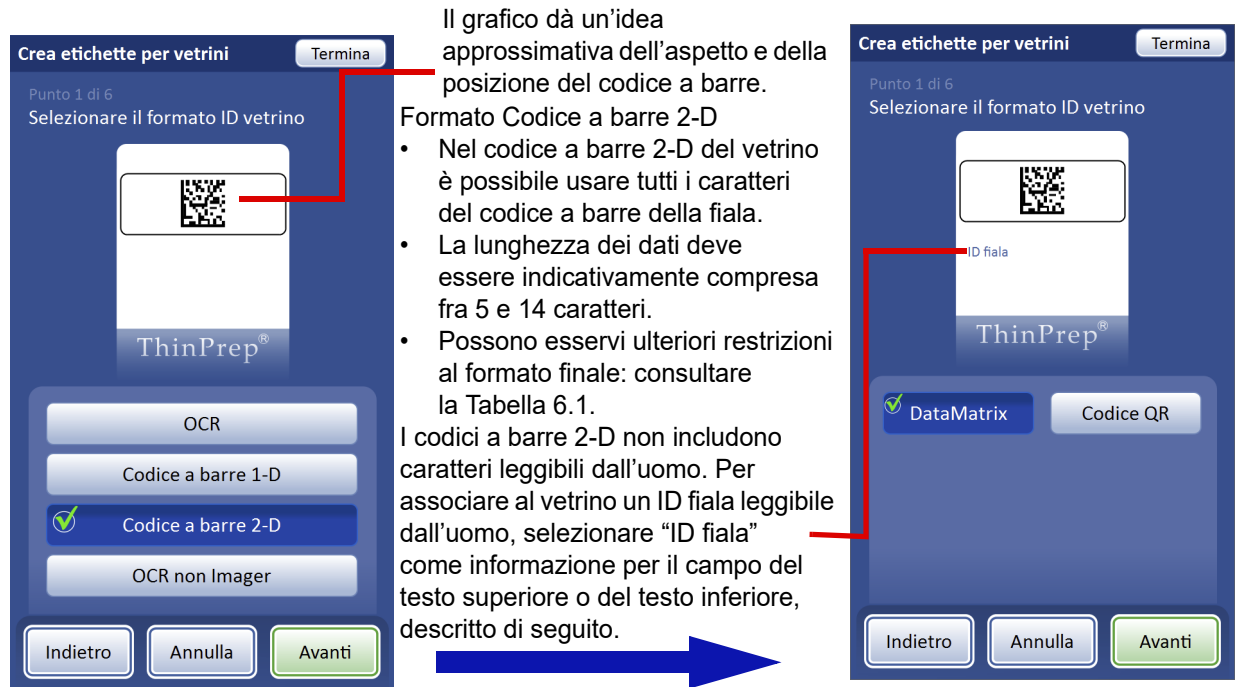 Crea etichette per vetrini
Termina
Punto 1 di 6
Selezionare il formato ID vetrino
ThinPrep®
OCR
Codice a barre 1-D
Codice a barre 2-D
OCR non Imager
Indietro
Annulla
Avanti
Il grafico dà un'idea
approssimativa dell'aspetto e della
posizione del codice a barre.
Formato Codice a barre 2-D
• Nel codice a barre 2-D del vetrino
è possibile usare tutti i caratteri
del codice a barre della fiala.
• La lunghezza dei dati deve
essere indicativamente compresa
fra 5 e 14 caratteri.
• Possono esservi ulteriori restrizioni
al formato finale: consultare
la Tabella 6.1.
I codici a barre 2-D non includono
caratteri leggibili dall'uomo. Per
associare al vetrino un ID fiala leggibile
dall'uomo, selezionare “ID fiala”
come informazione per il campo del
testo superiore o del testo inferiore,
descritto di seguito.
Crea etichette per vetrini
Termina
Punto 1 di 6
Selezionare il formato ID vetrino
ID fiala
ThinPrep®
DataMatrix
Codice QR
Indietro
Annulla
Avanti